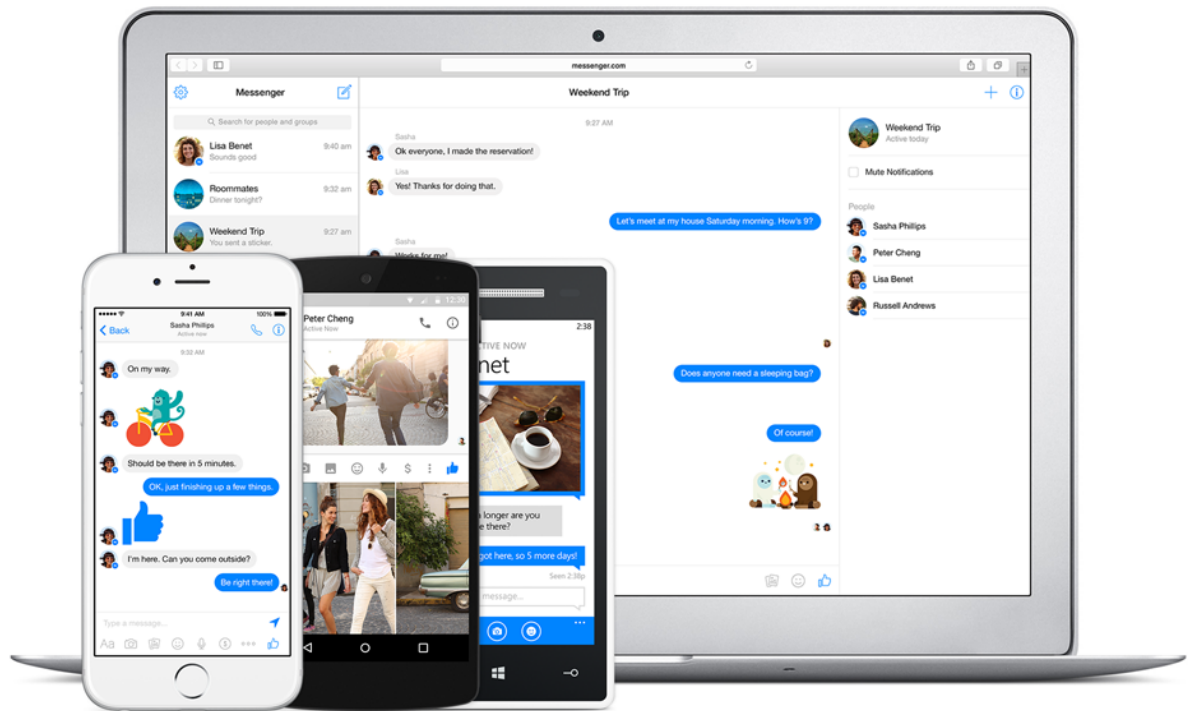 messenger.com
Messenger
Weekend Trip
Search for people and groups
Lisa Benet
9:40 am
Sounds good
Roommates
9:32 am
Dinner tonight?
Weekend Trip
9:27 am
You sent a sticker.
9:27 AM
Sasha
Ok everyone, I made the reservation!
Lisa
Yes! Thanks for doing that.
Let's meet at my house Saturday morning. How's 9?
Sasha
Works for me!
Does anyone need a sleeping bag?
Of course!
Weekend Trip
Active today
Mute Notifications
People
Sasha Phillips
Peter Cheng
Lisa Benet
Russell Andrews
9:41 AM
100%
Back
Sasha Phillips
Active now
9:32 AM
On my way.
Should be there in 5 minutes.
OK, just finishing up a few things.
I'm here. Can you come outside?
Be right there!
Type a message...
Aa
12:30
Peter Cheng
Active Now
$
2:38
TIVE NOW
net
longer are you
e there?
got here, so 5 more days!
Seen 2:38p
message...